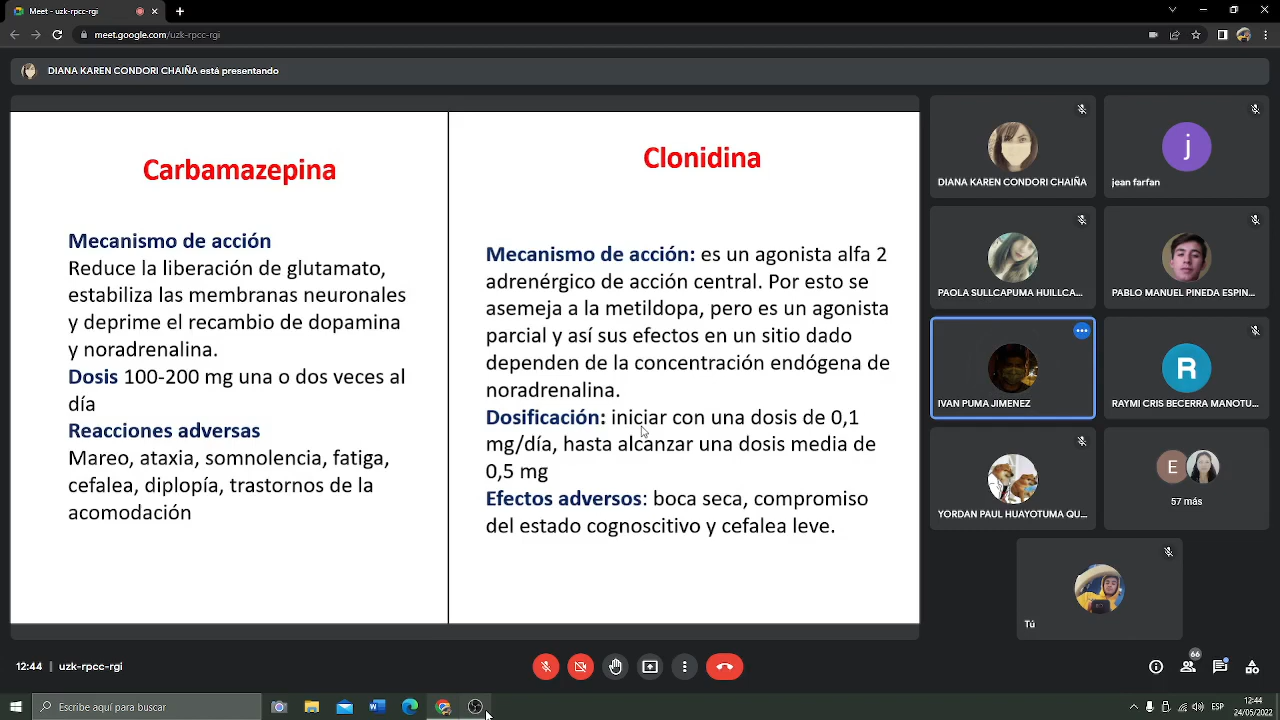 Meet - uzk-rpcc-rgi
meet.google.com/uzk-rpcc-rgi
DIANA KAREN CONDORI CHAIÑA está presentando
Carbamazepina
Mecanismo de acción
Reduce la liberación de glutamato,
estabiliza las membranas neuronales
y deprime el recambio de dopamina
y noradrenalina.
Dosis 100-200 mg una o dos veces al
día
Reacciones adversas
Mareo, ataxia, somnolencia, fatiga,
cefalea, diplopía, trastornos de la
acomodación
Clonidina
Mecanismo de acción: es un agonista alfa 2
adrenérgico de acción central. Por esto se
asemeja a la metildopa, pero es un agonista
parcial y así sus efectos en un sitio dado
dependen de la concentración endógena de
noradrenalina.
Dosificación: iniciar con una dosis de 0,1
mg/día, hasta alcanzar una dosis media de
0,5 mg
Efectos adversos: boca seca, compromiso
del estado cognoscitivo y cefalea leve.
DIANA KAREN CONDORI CHAIÑA
j
jean farfan
PAOLA SULLCAPUMA HUILLCA...
PABLO MANUEL PINEDA ESPIN...
IVAN PUMA JIMENEZ
R
RAYMI CRIS BECERRA MANOTU...
YORDAN PAUL HUAYOTUMA QU...
E
57 más
Tú
12:44 | uzk-rpcc-rgi
66
Escribe aquí para buscar
ESP
12:44
24/05/2022